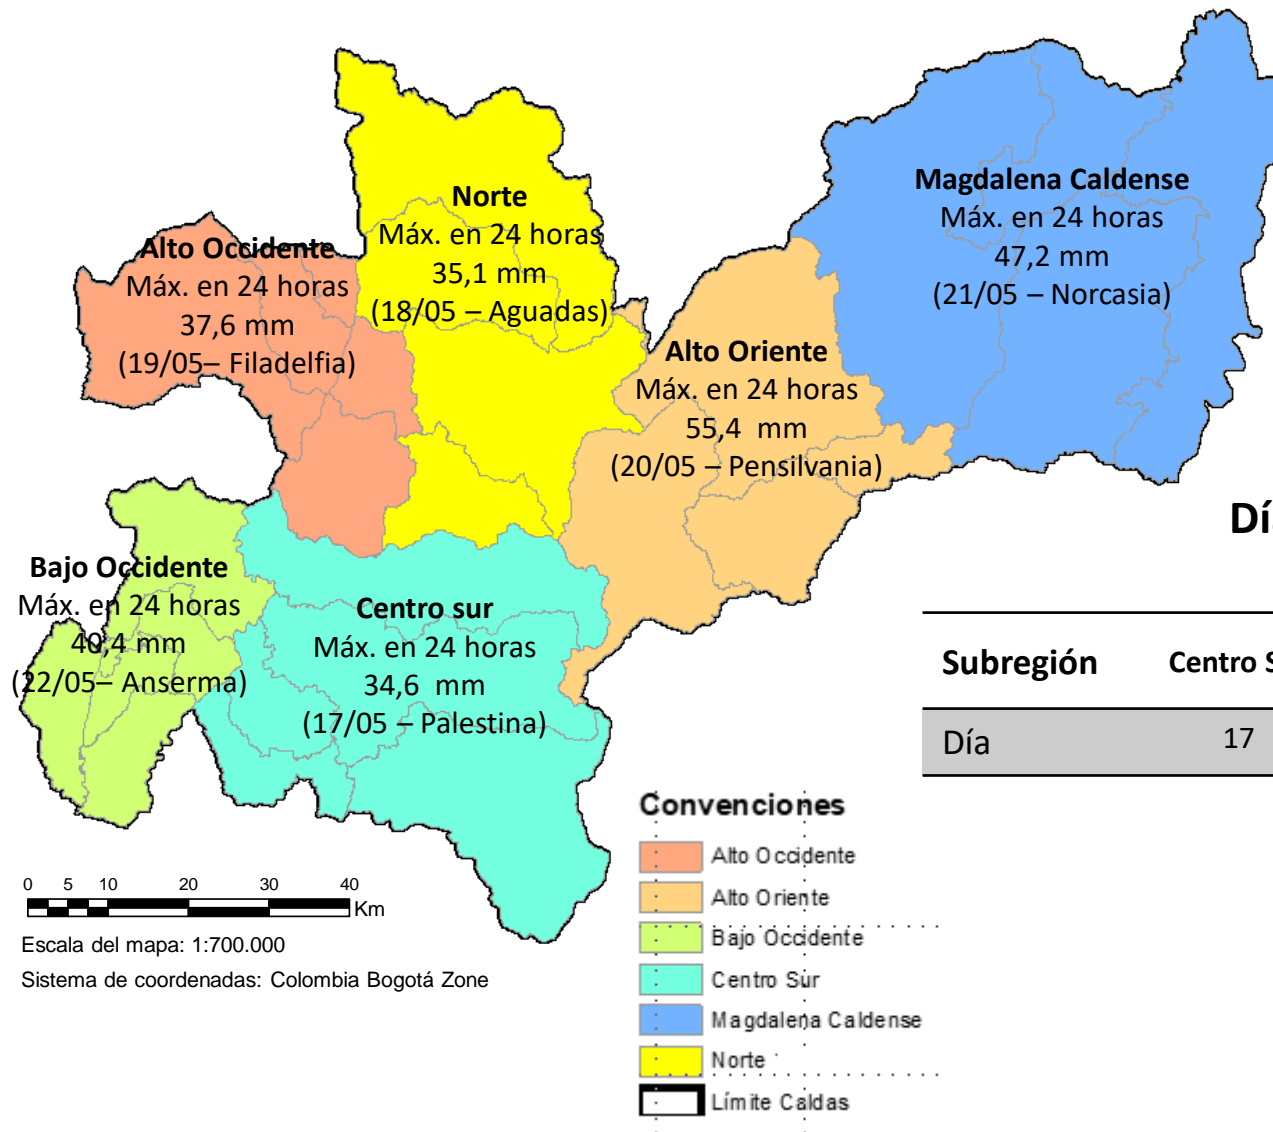 Norte
Máx. en 24 horas
35,1 mm
(18/05 – Aguadas)
Magdalena Caldense
Máx. en 24 horas
47,2 mm
(21/05 – Norcasia)
Alto Occidente
Máx. en 24 horas
37,6 mm
(19/05– Filadelfia)
Alto Oriente
Máx. en 24 horas
55,4 mm
(20/05 – Pensilvania)
Bajo Occidente
Máx. en 24 horas
40,4 mm
(22/05– Anserma)
Centro sur
Máx. en 24 horas
34,6 mm
(17/05 – Palestina)
Dí
Subregión Centro S
Día 17
0 5 10 20 30 40
Km
Escala del mapa: 1:700.000
Sistema de coordenadas: Colombia Bogotá Zone
Convenciones
Alto Occidente
Alto Oriente
Bajo Occidente
Centro Sur
Magdalena Caldense
Norte
Límite Caldas